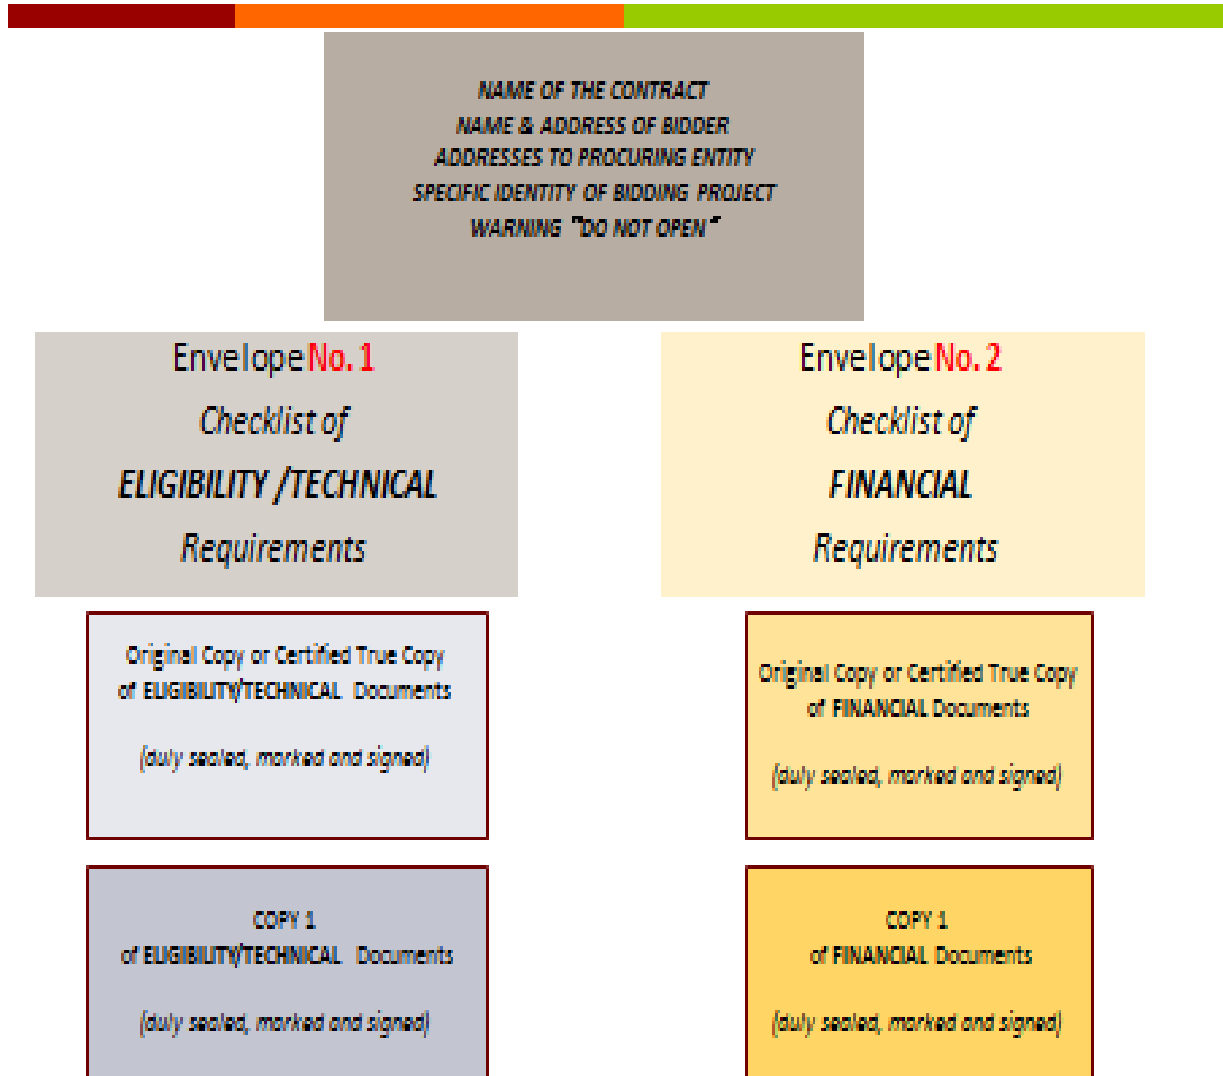 NAME OF THE CONTRACT
NAME & ADDRESS OF BIDDER
ADDRESSES TO PROCURING ENTITY
SPECIFIC IDENTITY OF BIDDING PROJECT
WARNING "DO NOT OPEN"
Envelope No. 1
Checklist of
ELIGIBILITY /TECHNICAL
Requirements
Envelope No. 2
Checklist of
FINANCIAL
Requirements
Original Copy or Certified True Copy
of ELIGIBILITY/TECHNICAL Documents
(duly sealed, marked and signed)
Original Copy or Certified True Copy
of FINANCIAL Documents
(duly sealed, marked and signed)
COPY 1
of ELIGIBILITY/TECHNICAL Documents
(duly sealed, marked and signed)
COPY 1
of FINANCIAL Documents
(duly sealed, marked and signed)